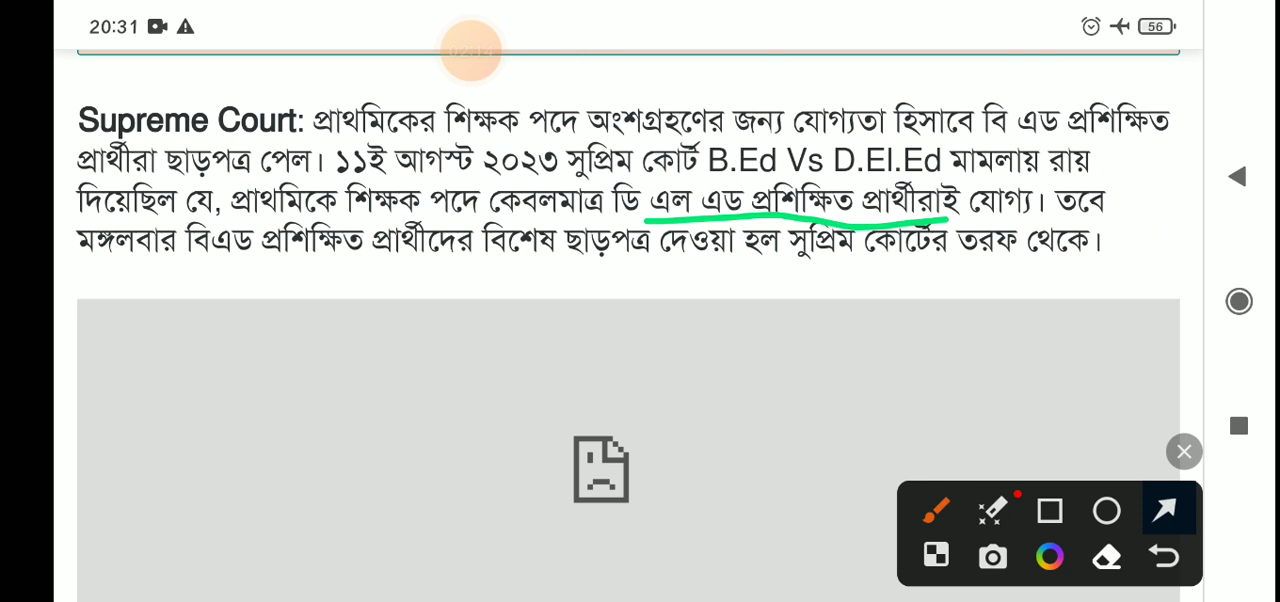 20:31
56
Supreme Court: প্রাথমিকের শিক্ষক পদে অংশগ্রহণের জন্য যোগ্যতা হিসাবে বি এড প্রশিক্ষিত
প্রার্থীরা ছাড়পত্র পেল। ১১ই আগস্ট ২০২৩ সুপ্রিম কোর্ট B.Ed Vs D.El.Ed মামলায় রায়
দিয়েছিল যে, প্রাথমিকে শিক্ষক পদে কেবলমাত্র ডি এল এড প্রশিক্ষিত প্রার্থীরাই যোগ্য। তবে
মঙ্গলবার বিএড প্রশিক্ষিত প্রার্থীদের বিশেষ ছাড়পত্র দেওয়া হল সুপ্রিম কোর্টের তরফ থেকে।